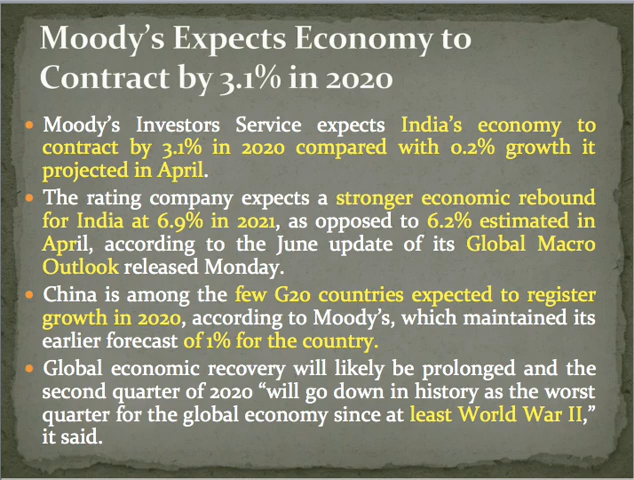 Moody's Expects Economy to
Contract by 3.1% in 2020
• Moody's Investors Service expects India's economy to
contract by 3.1% in 2020 compared with 0.2% growth it
projected in April.
• The rating company expects a stronger economic rebound
for India at 6.9% in 2021, as opposed to 6.2% estimated in
April, according to the June update of its Global Macro
Outlook released Monday.
• China is among the few G20 countries expected to register
growth in 2020, according to Moody's, which maintained its
earlier forecast of 1% for the country.
• Global economic recovery will likely be prolonged and the
second quarter of 2020 “will go down in history as the worst
quarter for the global economy since at least World War II,”
it said.